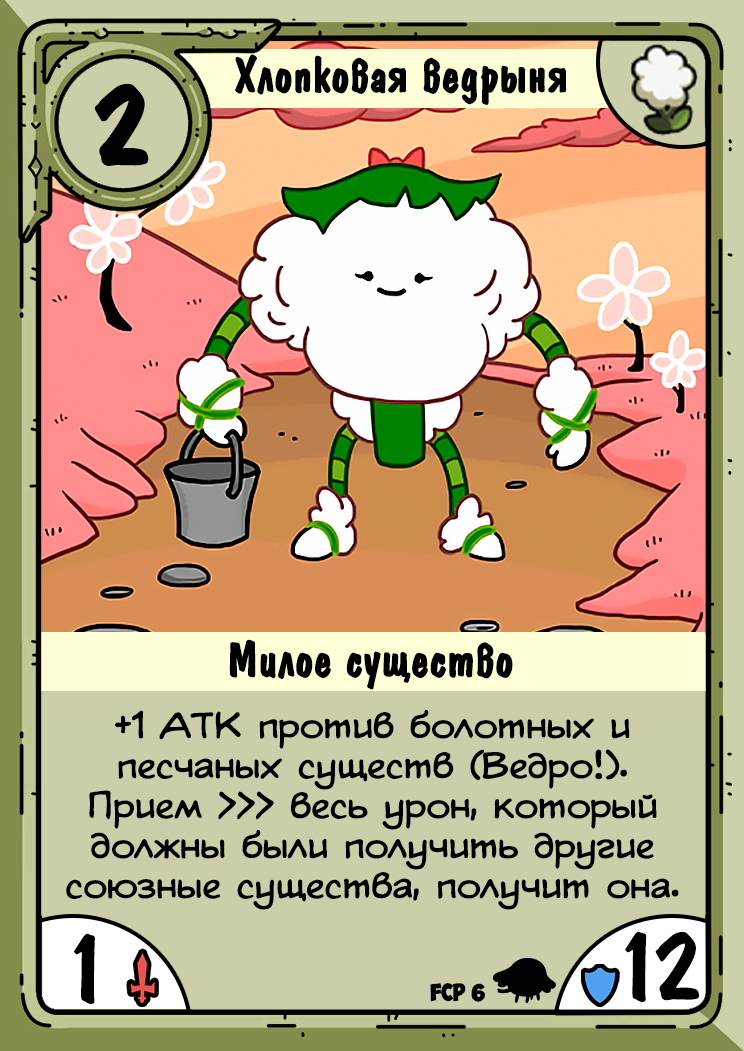 2
Хлопковая ведрыня
Милое существо
+1 АТК против болотных и
песчаных существ (Ведро!).
Прием >>> весь урон, который
должны были получить другие
союзные существа, получит она.
1
FCP 6
12